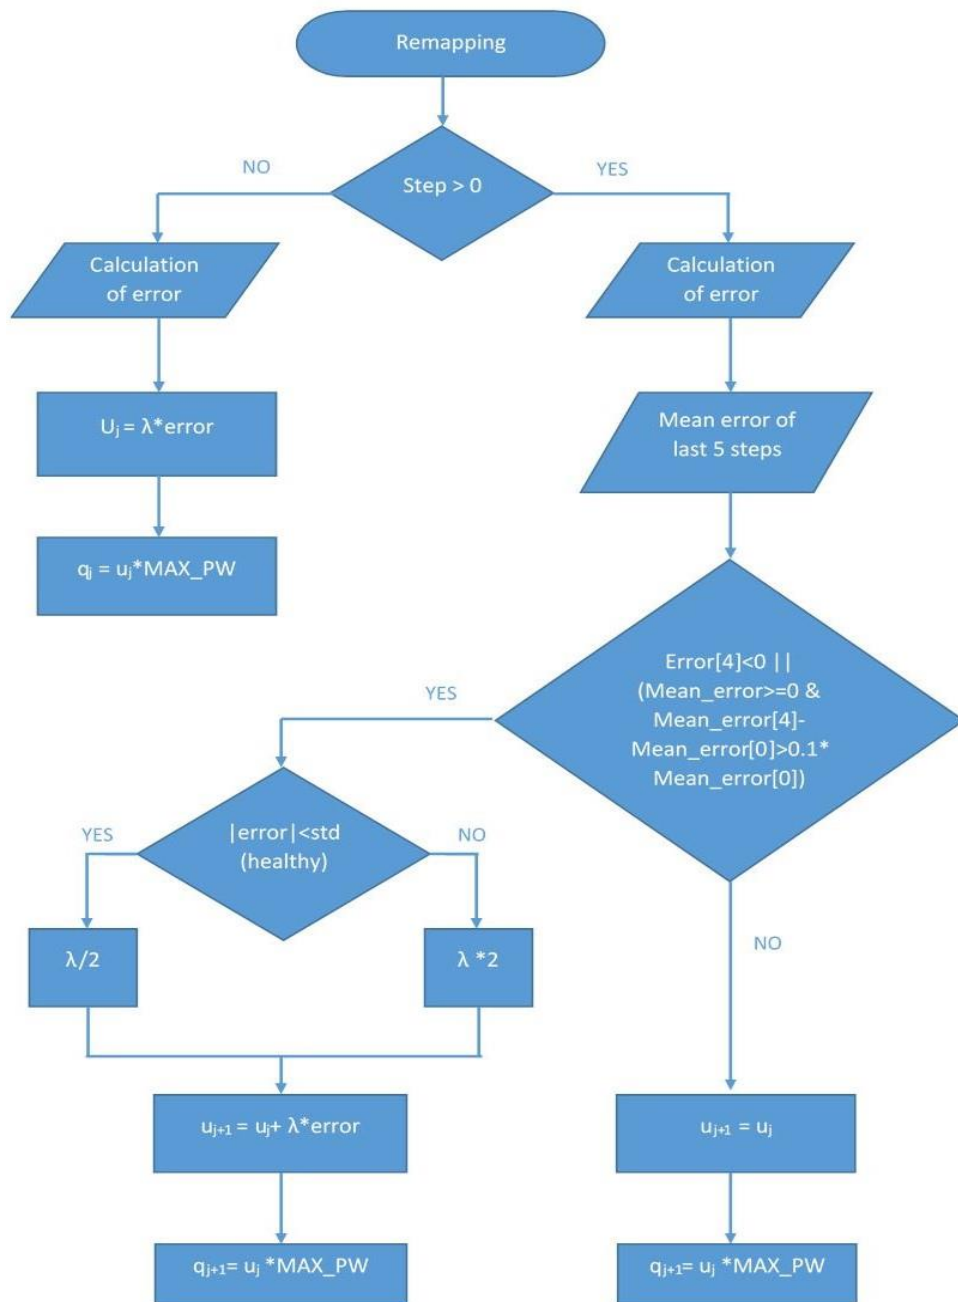 Remapping
Step > 0
NO
YES
Calculation
of error
Calculation
of error
Uⱼ = λ*error
Mean error of
last 5 steps
qⱼ = uⱼ*MAX_PW
Error[4]<0 ||
(Mean_error>=0 &
Mean_error[4]-
Mean_error[0]>0.1*
Mean_error[0])
YES
|error|<std
(healthy)
YES
NO
λ/2
λ *2
NO
uⱼ₊₁ = uⱼ+ λ*error
uⱼ₊₁ = uⱼ
qⱼ₊₁= uⱼ *MAX_PW
qⱼ₊₁= uⱼ *MAX_PW